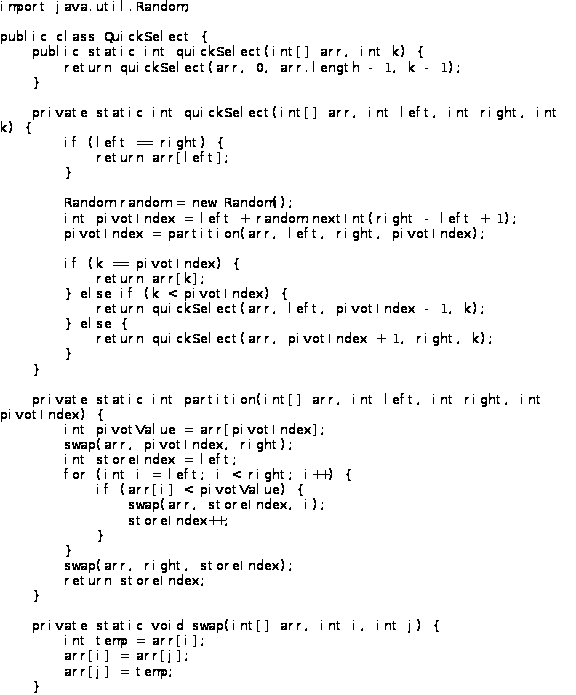 import java.util.Random;

public class QuickSelect {
    public static int quickSelect(int[] arr, int k) {
        return quickSelect(arr, 0, arr.length - 1, k - 1);
    }

    private static int quickSelect(int[] arr, int left, int right, int
k) {
        if (left == right) {
            return arr[left];
        }

        Random random = new Random();
        int pivotIndex = left + random.nextInt(right - left + 1);
        pivotIndex = partition(arr, left, right, pivotIndex);

        if (k == pivotIndex) {
            return arr[k];
        } else if (k < pivotIndex) {
            return quickSelect(arr, left, pivotIndex - 1, k);
        } else {
            return quickSelect(arr, pivotIndex + 1, right, k);
        }
    }

    private static int partition(int[] arr, int left, int right, int
pivotIndex) {
        int pivotValue = arr[pivotIndex];
        swap(arr, pivotIndex, right);
        int storeIndex = left;
        for (int i = left; i < right; i++) {
            if (arr[i] < pivotValue) {
                swap(arr, storeIndex, i);
                storeIndex++;
            }
        }
        swap(arr, right, storeIndex);
        return storeIndex;
    }

    private static void swap(int[] arr, int i, int j) {
        int temp = arr[i];
        arr[i] = arr[j];
        arr[j] = temp;
    }